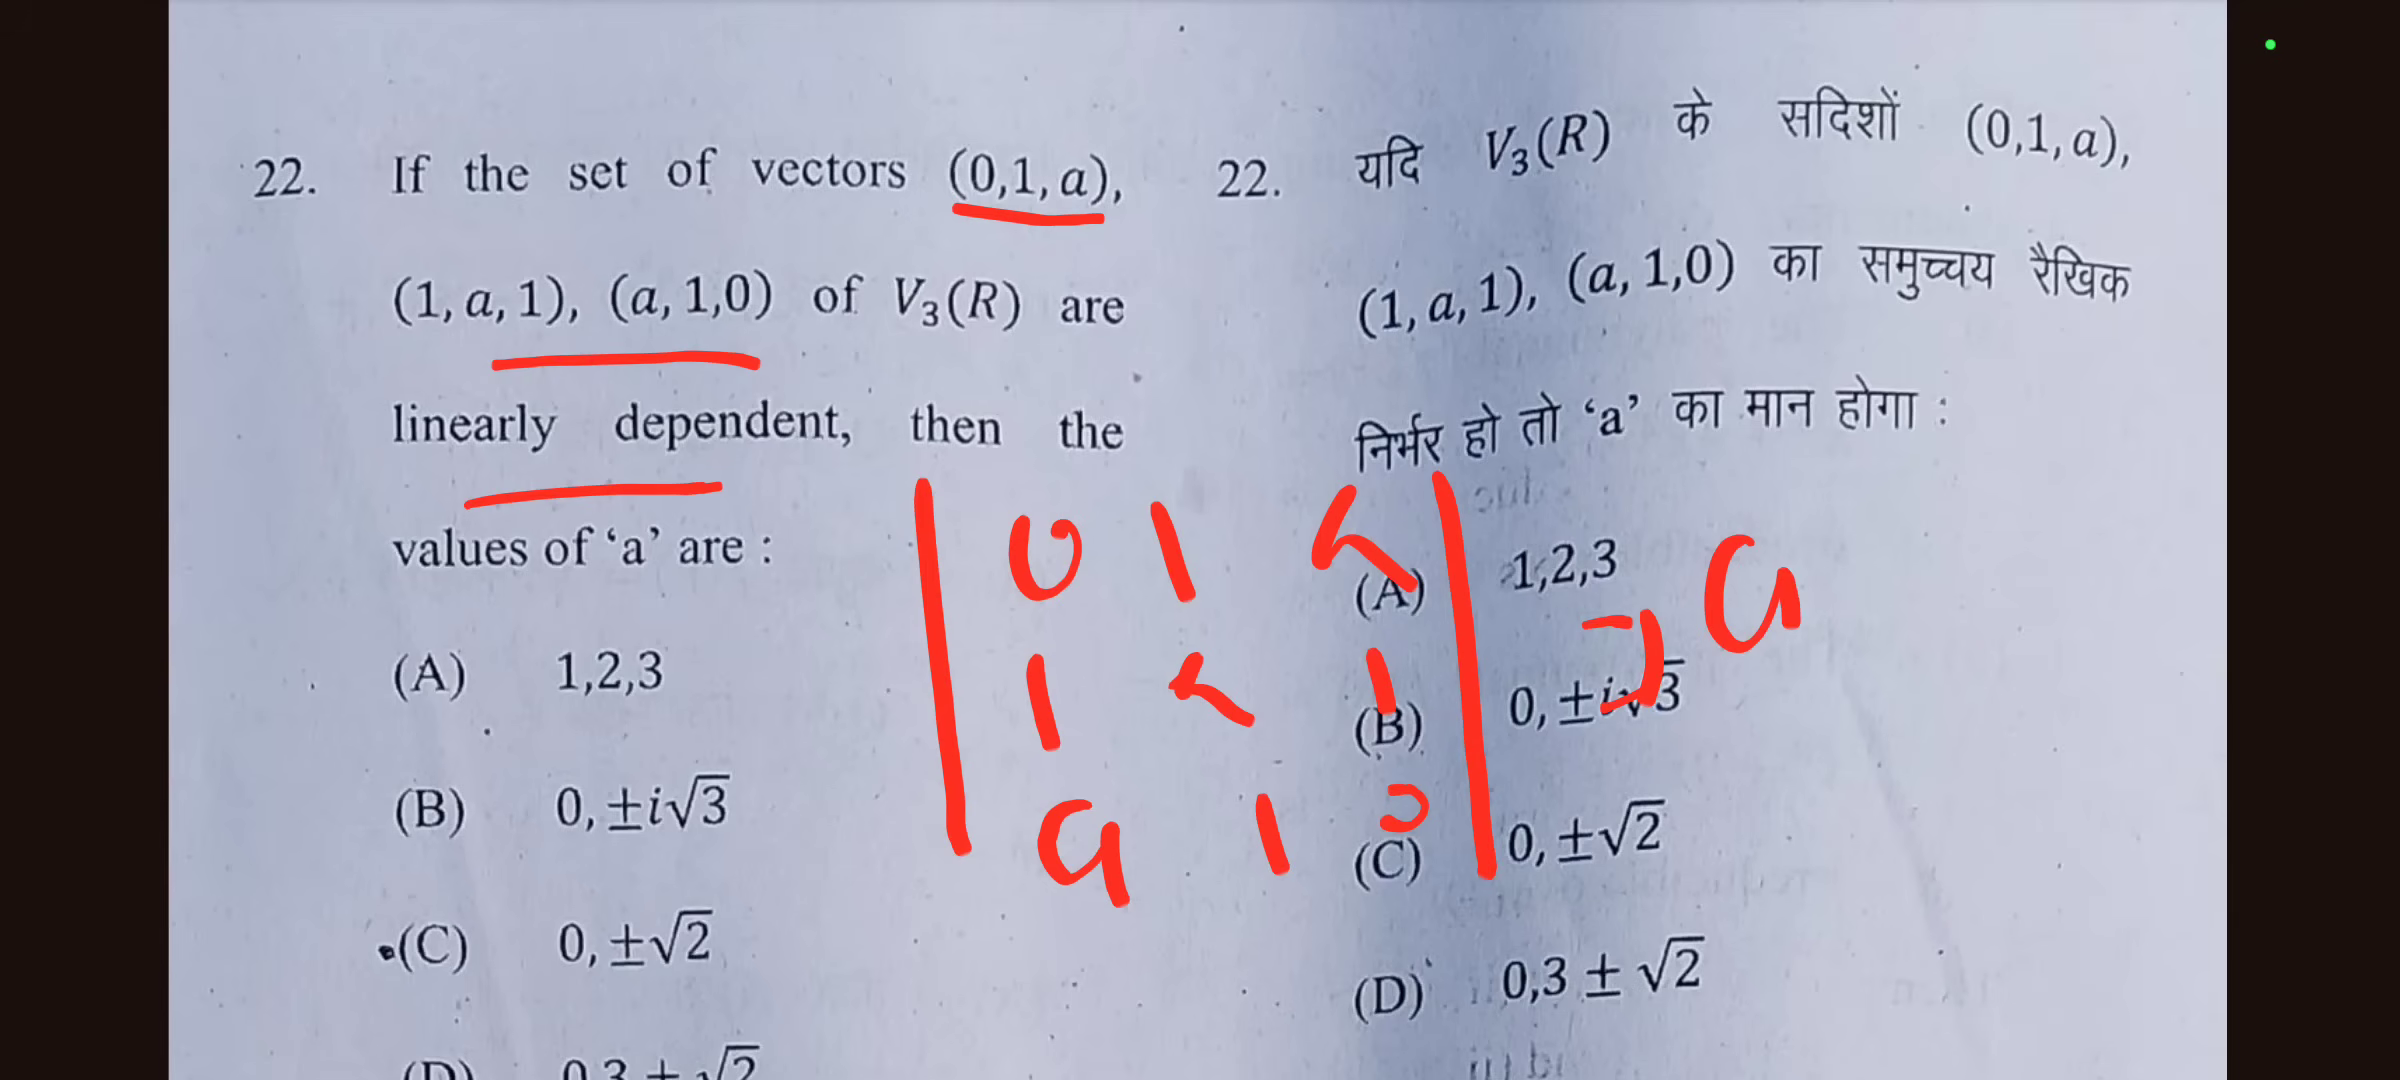 22. If the set of vectors (0,1, a),
(1, a, 1), (a, 1,0) of V₃(R) are
linearly dependent, then the
values of ‘a’ are :
(A) 1,2,3
(B) 0, ±i√3
(C) 0, ±√2
(D) 0,3 ± √2
22. यदि V₃(R) के सदिशों (0,1, a),
(1, a, 1), (a, 1,0) का समुच्चय रैखिक
निर्भर हो तो ‘a’ का मान होगा :
(A) 1,2,3
(B) 0, ±i√3
(C) 0, ±√2
(D) 0,3 ± √2
0 1 a
1 a 1
a 1 0